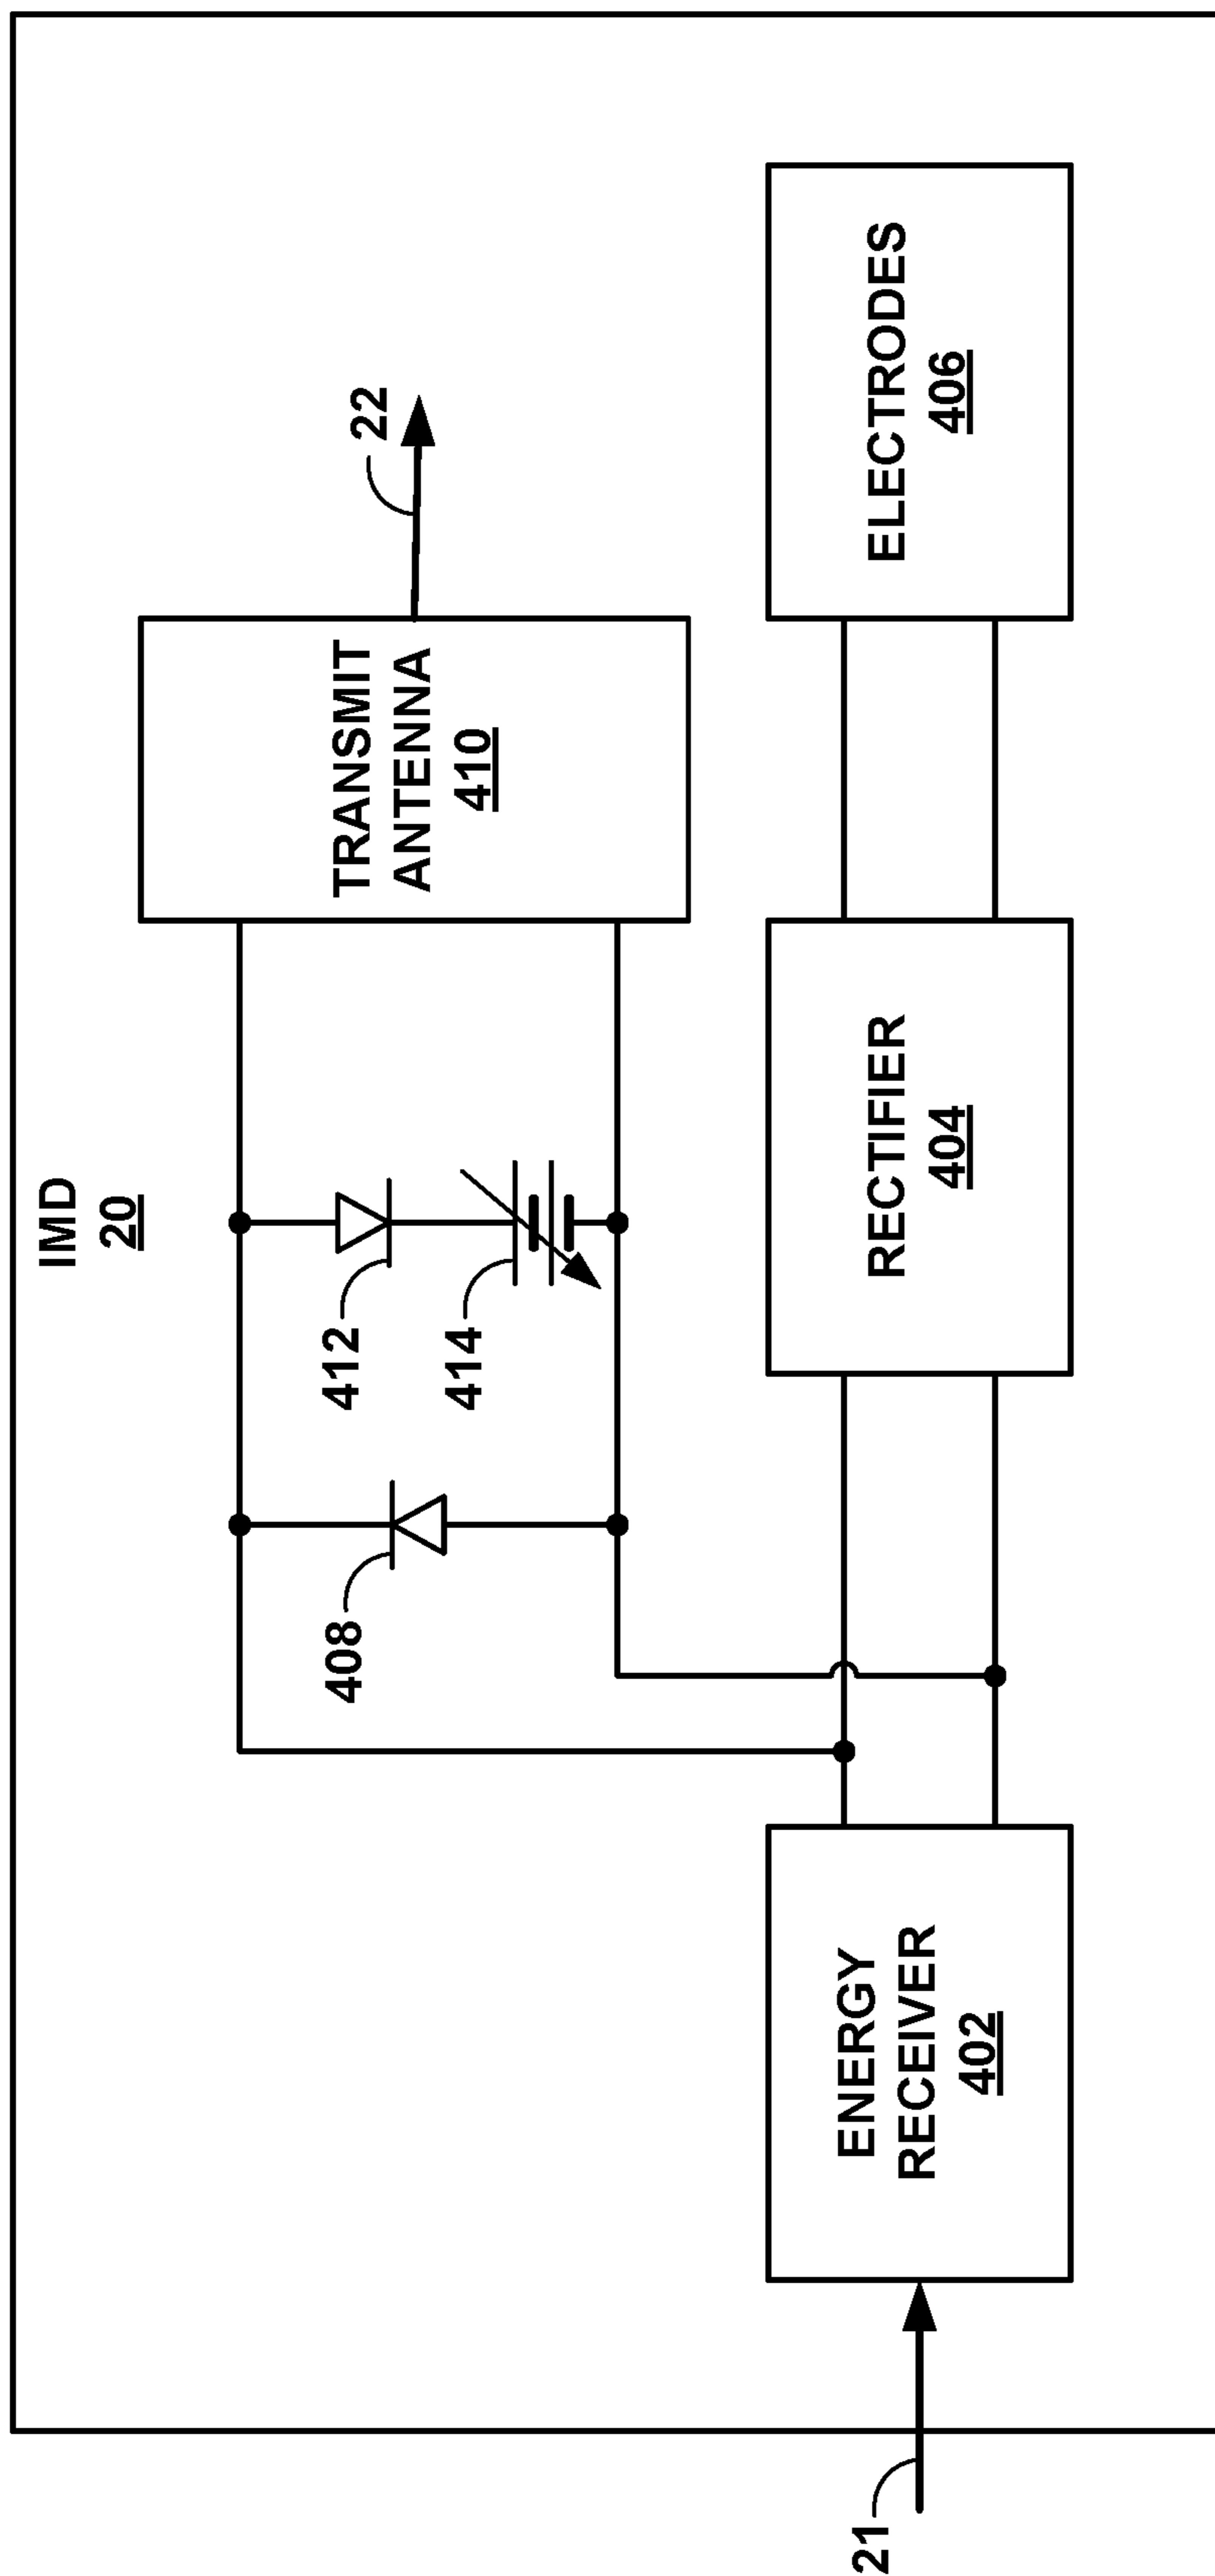 IMD
20
22
TRANSMIT
ANTENNA
410
412
414
408
ENERGY
RECEIVER
402
RECTIFIER
404
ELECTRODES
406
21